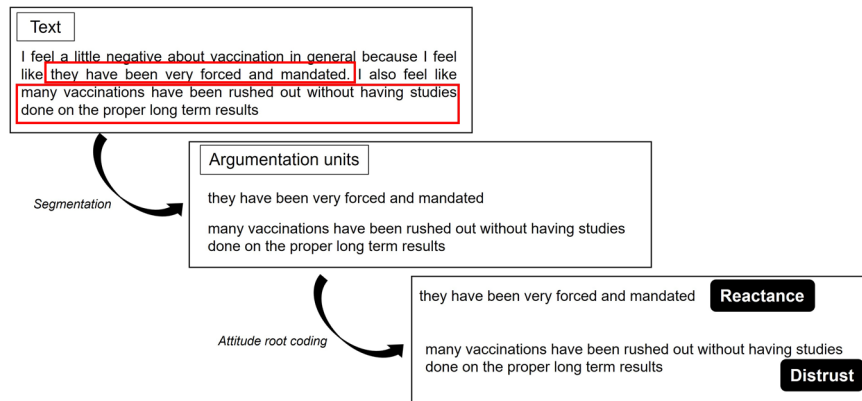 Text
I feel a little negative about vaccination in general because I feel
like they have been very forced and mandated. I also feel like
many vaccinations have been rushed out without having studies
done on the proper long term results
Segmentation
Argumentation units
they have been very forced and mandated
many vaccinations have been rushed out without having studies
done on the proper long term results
Attitude root coding
they have been very forced and mandated Reactance
many vaccinations have been rushed out without having studies
done on the proper long term results
Distrust